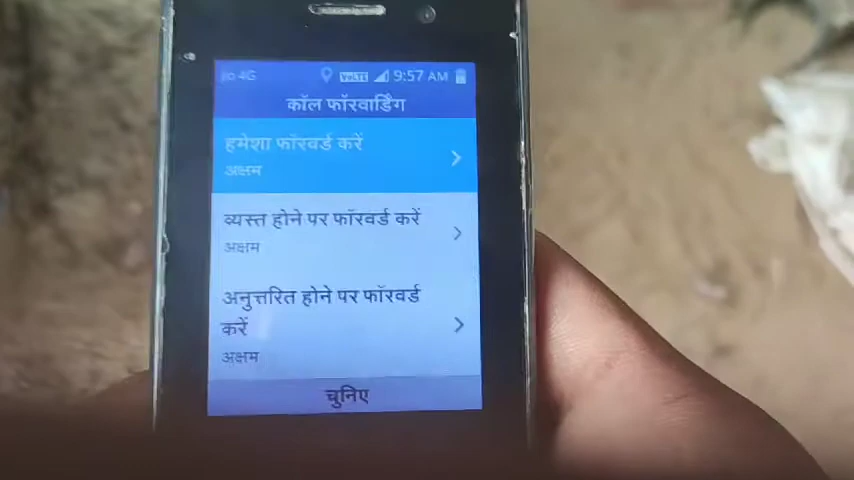 Jio 4G VoLTE 9:57 AM
कॉल फॉरवार्डिंग
हमेशा फॉरवर्ड करें
अक्षम
व्यस्त होने पर फॉरवर्ड करें
अक्षम
अनुत्तरित होने पर फॉरवर्ड
करें
अक्षम
चुनिए